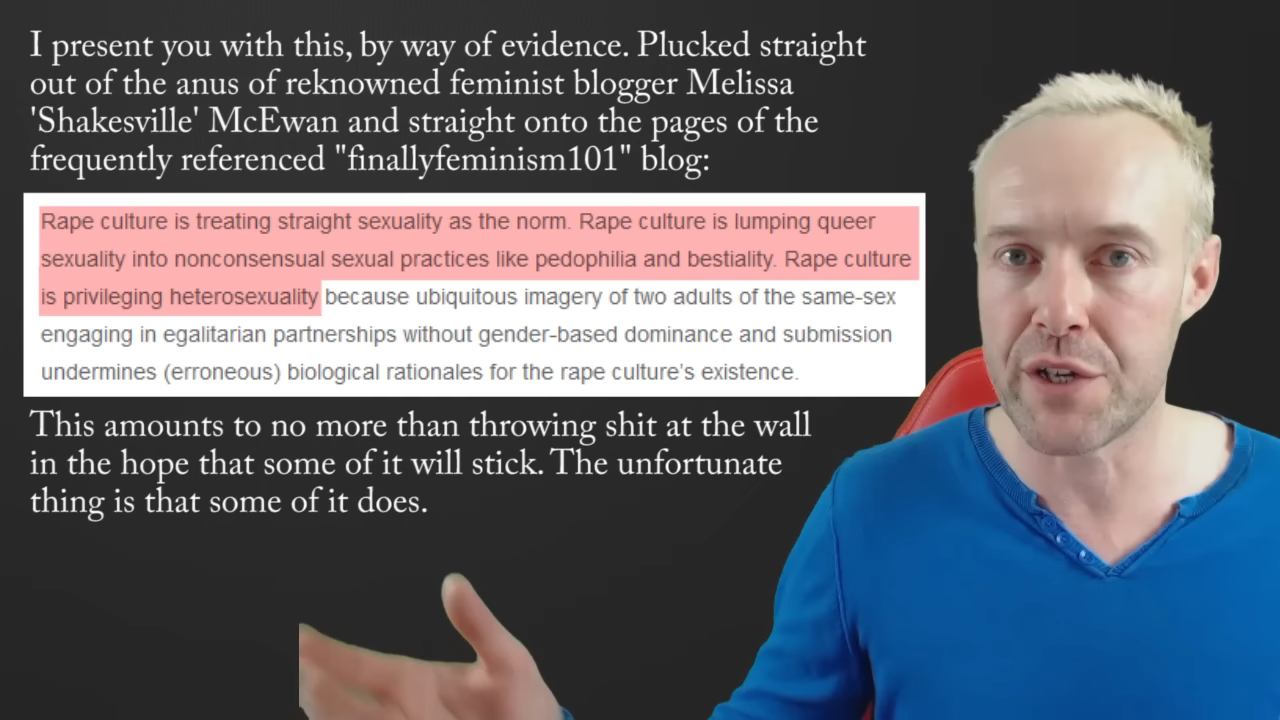 I present you with this, by way of evidence. Plucked straight
out of the anus of reknowned feminist blogger Melissa
'Shakesville' McEwan and straight onto the pages of the
frequently referenced "finallyfeminism101" blog:
Rape culture is treating straight sexuality as the norm. Rape culture is lumping queer
sexuality into nonconsensual sexual practices like pedophilia and bestiality. Rape culture
is privileging heterosexuality because ubiquitous imagery of two adults of the same-sex
engaging in egalitarian partnerships without gender-based dominance and submission
undermines (erroneous) biological rationales for the rape culture's existence.
This amounts to no more than throwing shit at the wall
in the hope that some of it will stick. The unfortunate
thing is that some of it does.